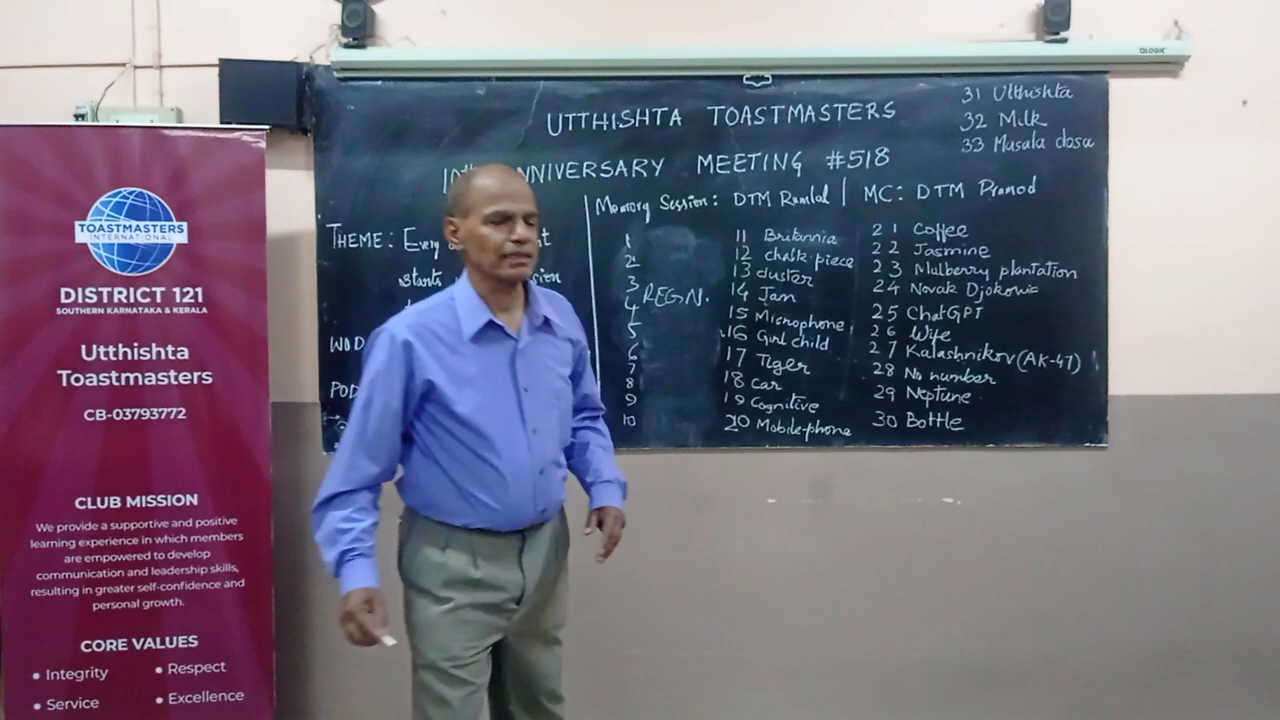 TOASTMASTERS
INTERNATIONAL
DISTRICT 121
SOUTHERN KARNATAKA & KERALA
Utthishta
Toastmasters
CB-03793772
CLUB MISSION
We provide a supportive and positive
learning experience in which members
are empowered to develop
communication and leadership skills,
resulting in greater self-confidence and
personal growth.
CORE VALUES
• Integrity
• Respect
• Service
• Excellence
QLOGIC
UTTHISHTA TOASTMASTERS
ANNIVERSARY MEETING #518
THEME: Every
starts
WOD
POD
Memory Session: DTM Ramlal | MC: DTM Pramod
1
2
3
4
5
6
7
8
9
10
REGN.
11 Britannia
12 chalk-piece
13 duster
14 Jam
15 Microphone
16 Girl child
17 Tiger
18 Car
19 Cognitive
20 Mobile-phone
21 Coffee
22 Jasmine
23 Mulberry plantation
24 Novak Djokovic
25 ChatGPT
26 Wife
27 Kalashnikov (AK-47)
28 No number
29 Neptune
30 Bottle
31 Utthishta
32 Milk
33 Masala dosa